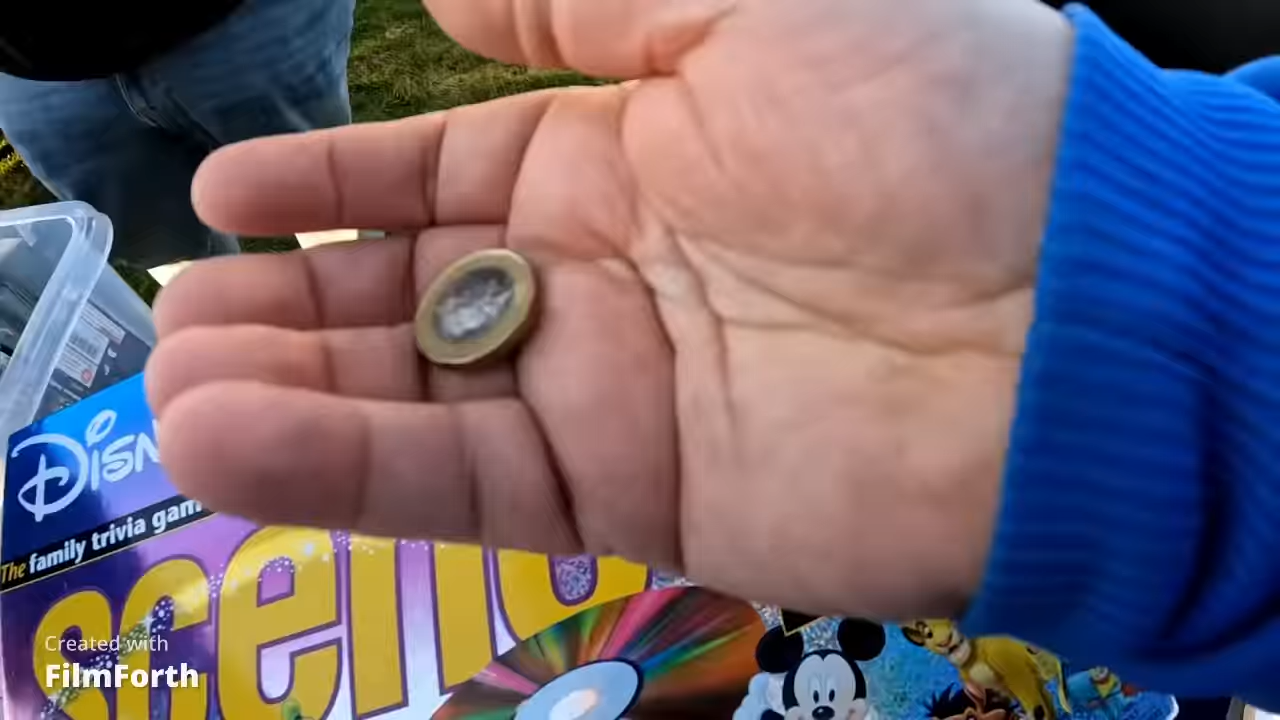 DISN
The family trivia gam
scen
Created with
FilmForth